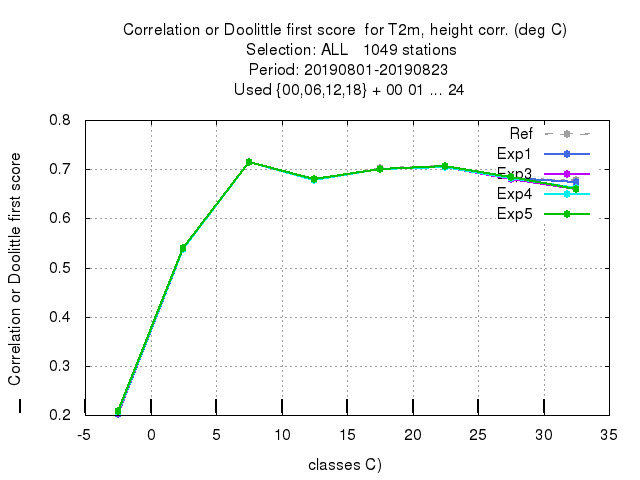 Correlation or Doolittle first score for T2m, height corr. (deg C)
Selection: ALL 1049 stations
Period: 20190801-20190823
Used {00,06,12,18} + 00 01 ... 24
Correlation or Doolittle first score
0.8
0.7
0.6
0.5
0.4
0.3
0.2
-5
0
5
10
15
20
25
30
35
classes C)
Ref
Exp1
Exp3
Exp4
Exp5